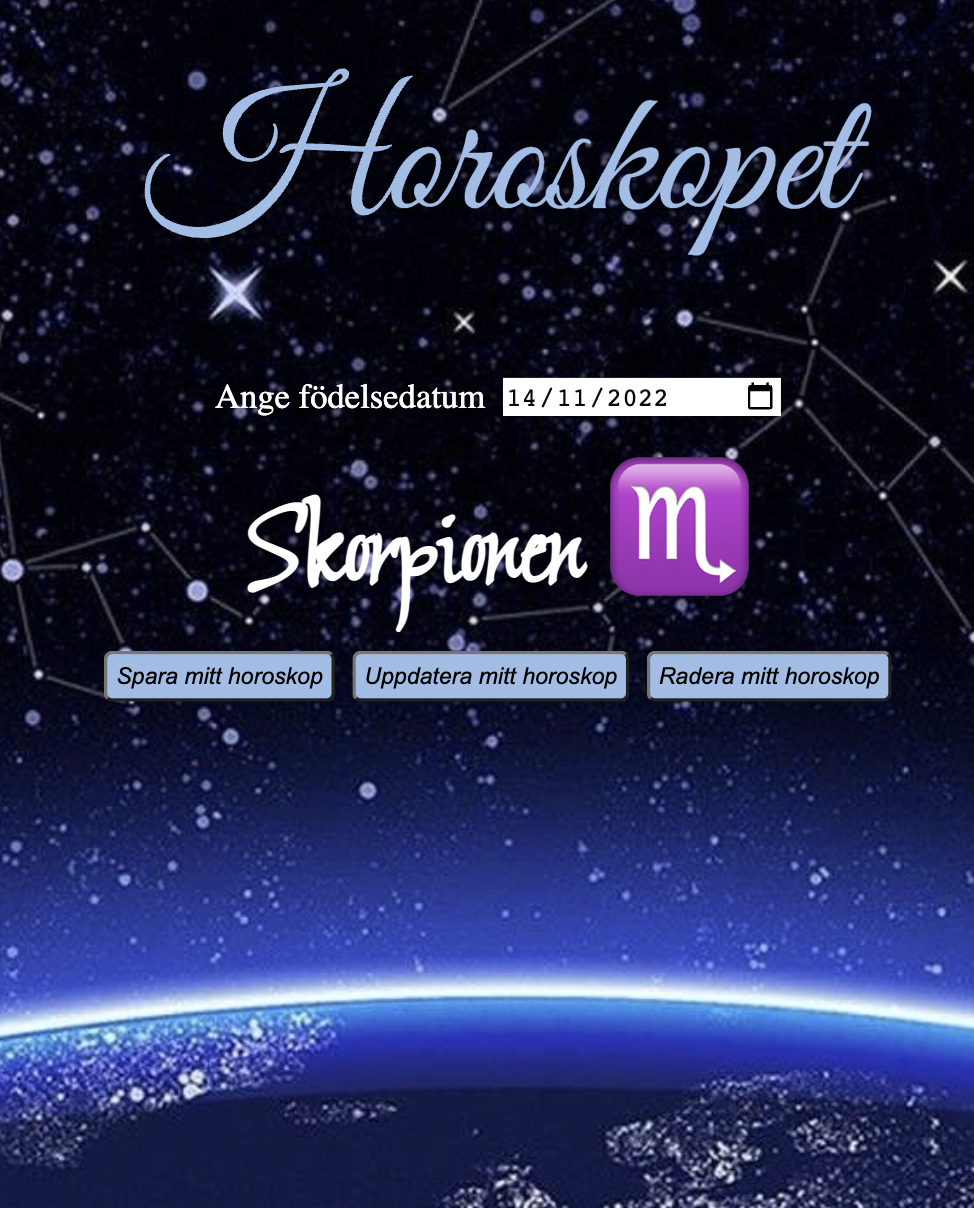 Horoskopet
Ange födelsedatum 14/11/2022
Skorpionen ♏
Spara mitt horoskop Uppdatera mitt horoskop Radera mitt horoskop